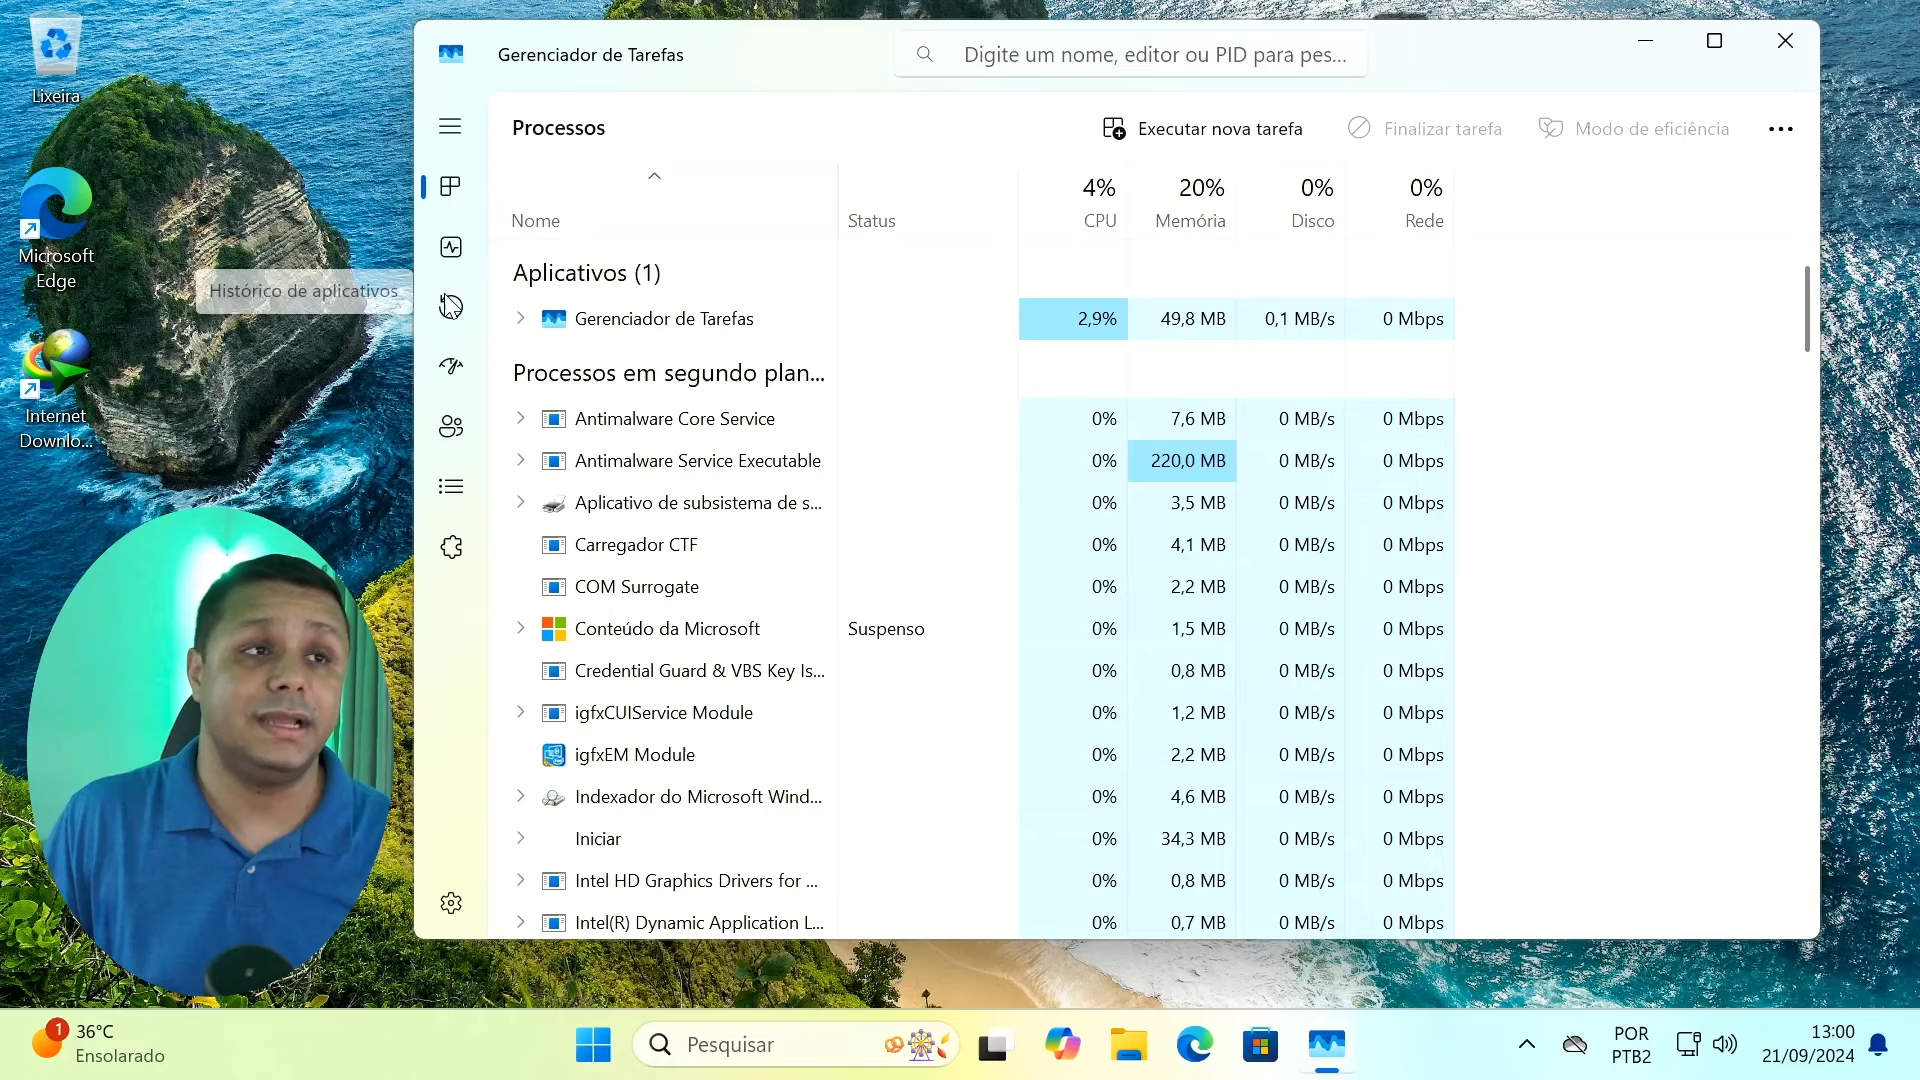 Lixeira
Microsoft
Edge
Internet
Downlo...
Histórico de aplicativos
Gerenciador de Tarefas
Digite um nome, editor ou PID para pes...
Processos
Executar nova tarefa
Finalizar tarefa
Modo de eficiência
4% 20% 0% 0%
Nome Status CPU Memória Disco Rede
Aplicativos (1)
Gerenciador de Tarefas 2,9% 49,8 MB 0,1 MB/s 0 Mbps
Processos em segundo plan...
Antimalware Core Service 0% 7,6 MB 0 MB/s 0 Mbps
Antimalware Service Executable 0% 220,0 MB 0 MB/s 0 Mbps
Aplicativo de subsistema de s... 0% 3,5 MB 0 MB/s 0 Mbps
Carregador CTF 0% 4,1 MB 0 MB/s 0 Mbps
COM Surrogate 0% 2,2 MB 0 MB/s 0 Mbps
Conteúdo da Microsoft Suspenso 0% 1,5 MB 0 MB/s 0 Mbps
Credential Guard & VBS Key Is... 0% 0,8 MB 0 MB/s 0 Mbps
igfxCUIService Module 0% 1,2 MB 0 MB/s 0 Mbps
igfxEM Module 0% 2,2 MB 0 MB/s 0 Mbps
Indexador do Microsoft Wind... 0% 4,6 MB 0 MB/s 0 Mbps
Iniciar 0% 34,3 MB 0 MB/s 0 Mbps
Intel HD Graphics Drivers for ... 0% 0,8 MB 0 MB/s 0 Mbps
Intel(R) Dynamic Application L... 0% 0,7 MB 0 MB/s 0 Mbps
1
36°C
Ensolarado
Pesquisar
POR
PTB2
13:00
21/09/2024